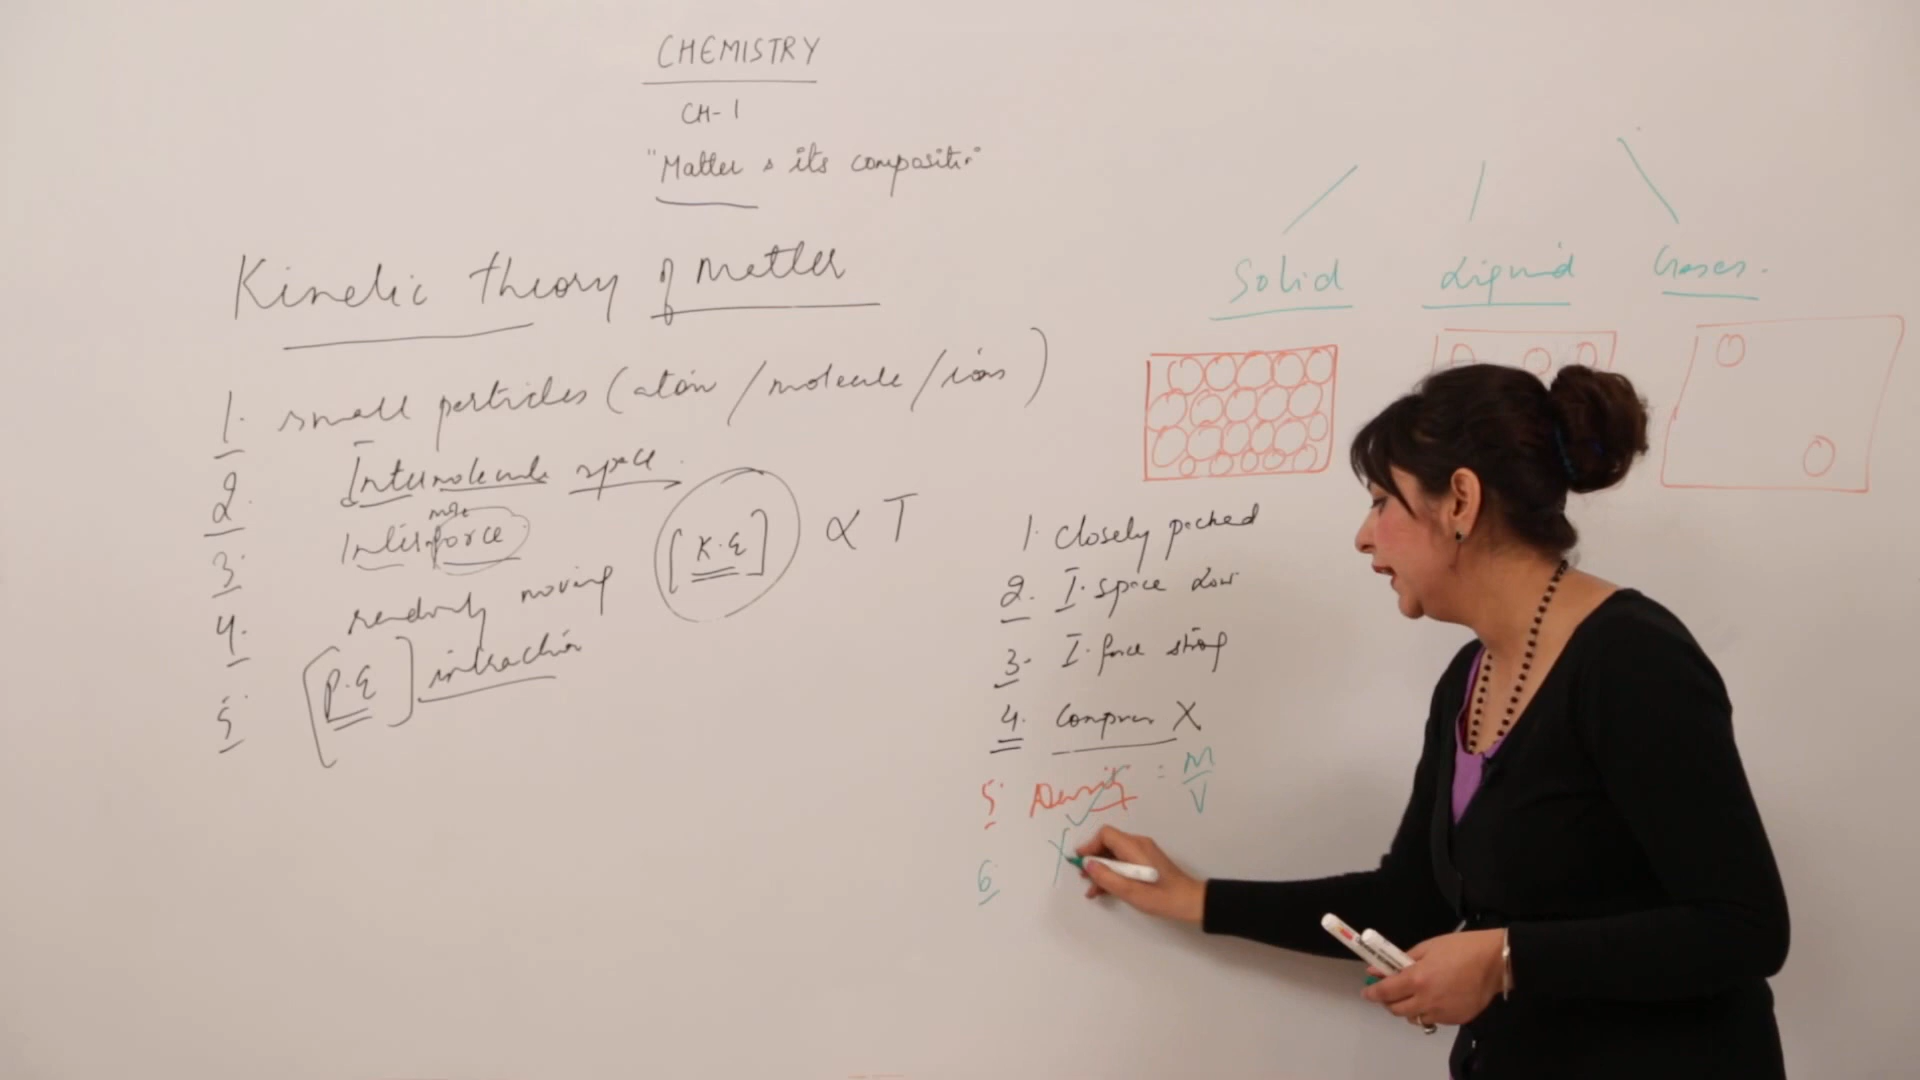 CHEMISTRY
CH-1
"Matter & its composition"
Kinetic theory of matter
1. small particles (atom / molecule / ions)
2. Intermolecule space
3. Inter mole force
4. randomly moving [K.E] ∝ T
5. [P.E] interaction
Solid Liquid Gases.
1. Closely packed
2. I. space Low
3. I. force strong
4. Compress X
5. Density = M/V
6.